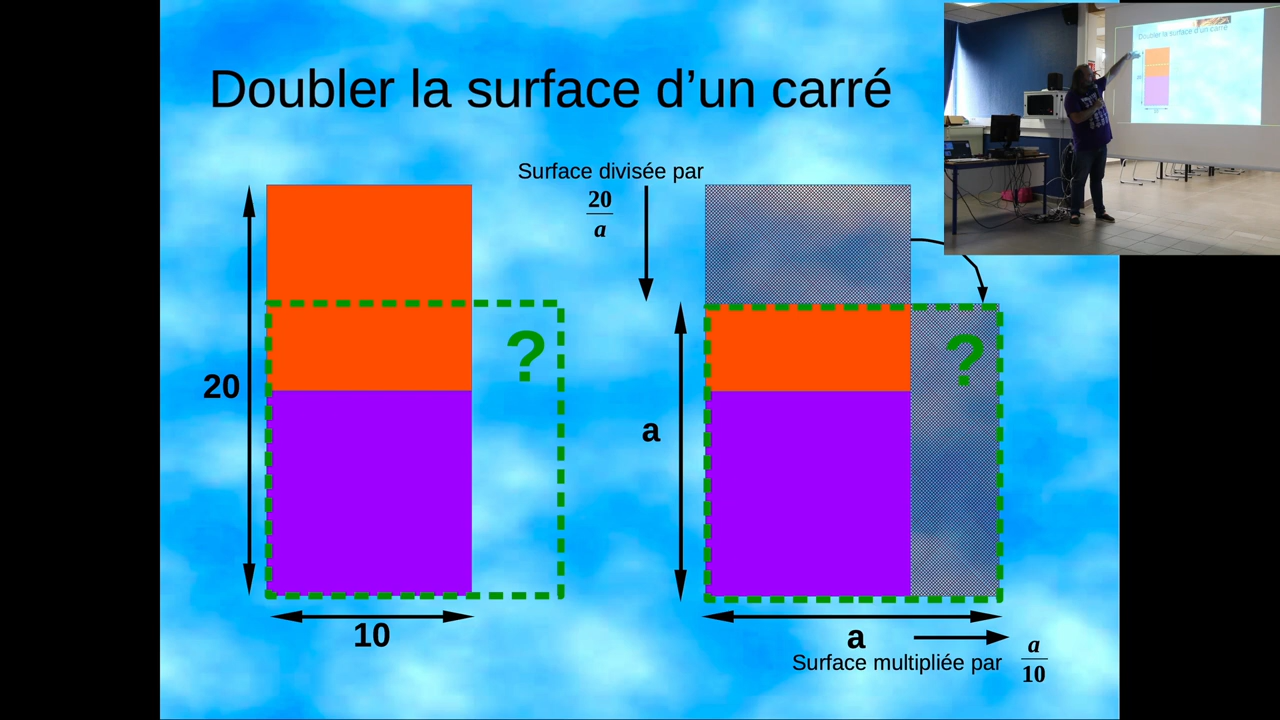 Doubler la surface d’un carré
Surface divisée par
20
a
20
?
10
a
?
a
Surface multipliée par
a
10
Doubler la surface d'un carré